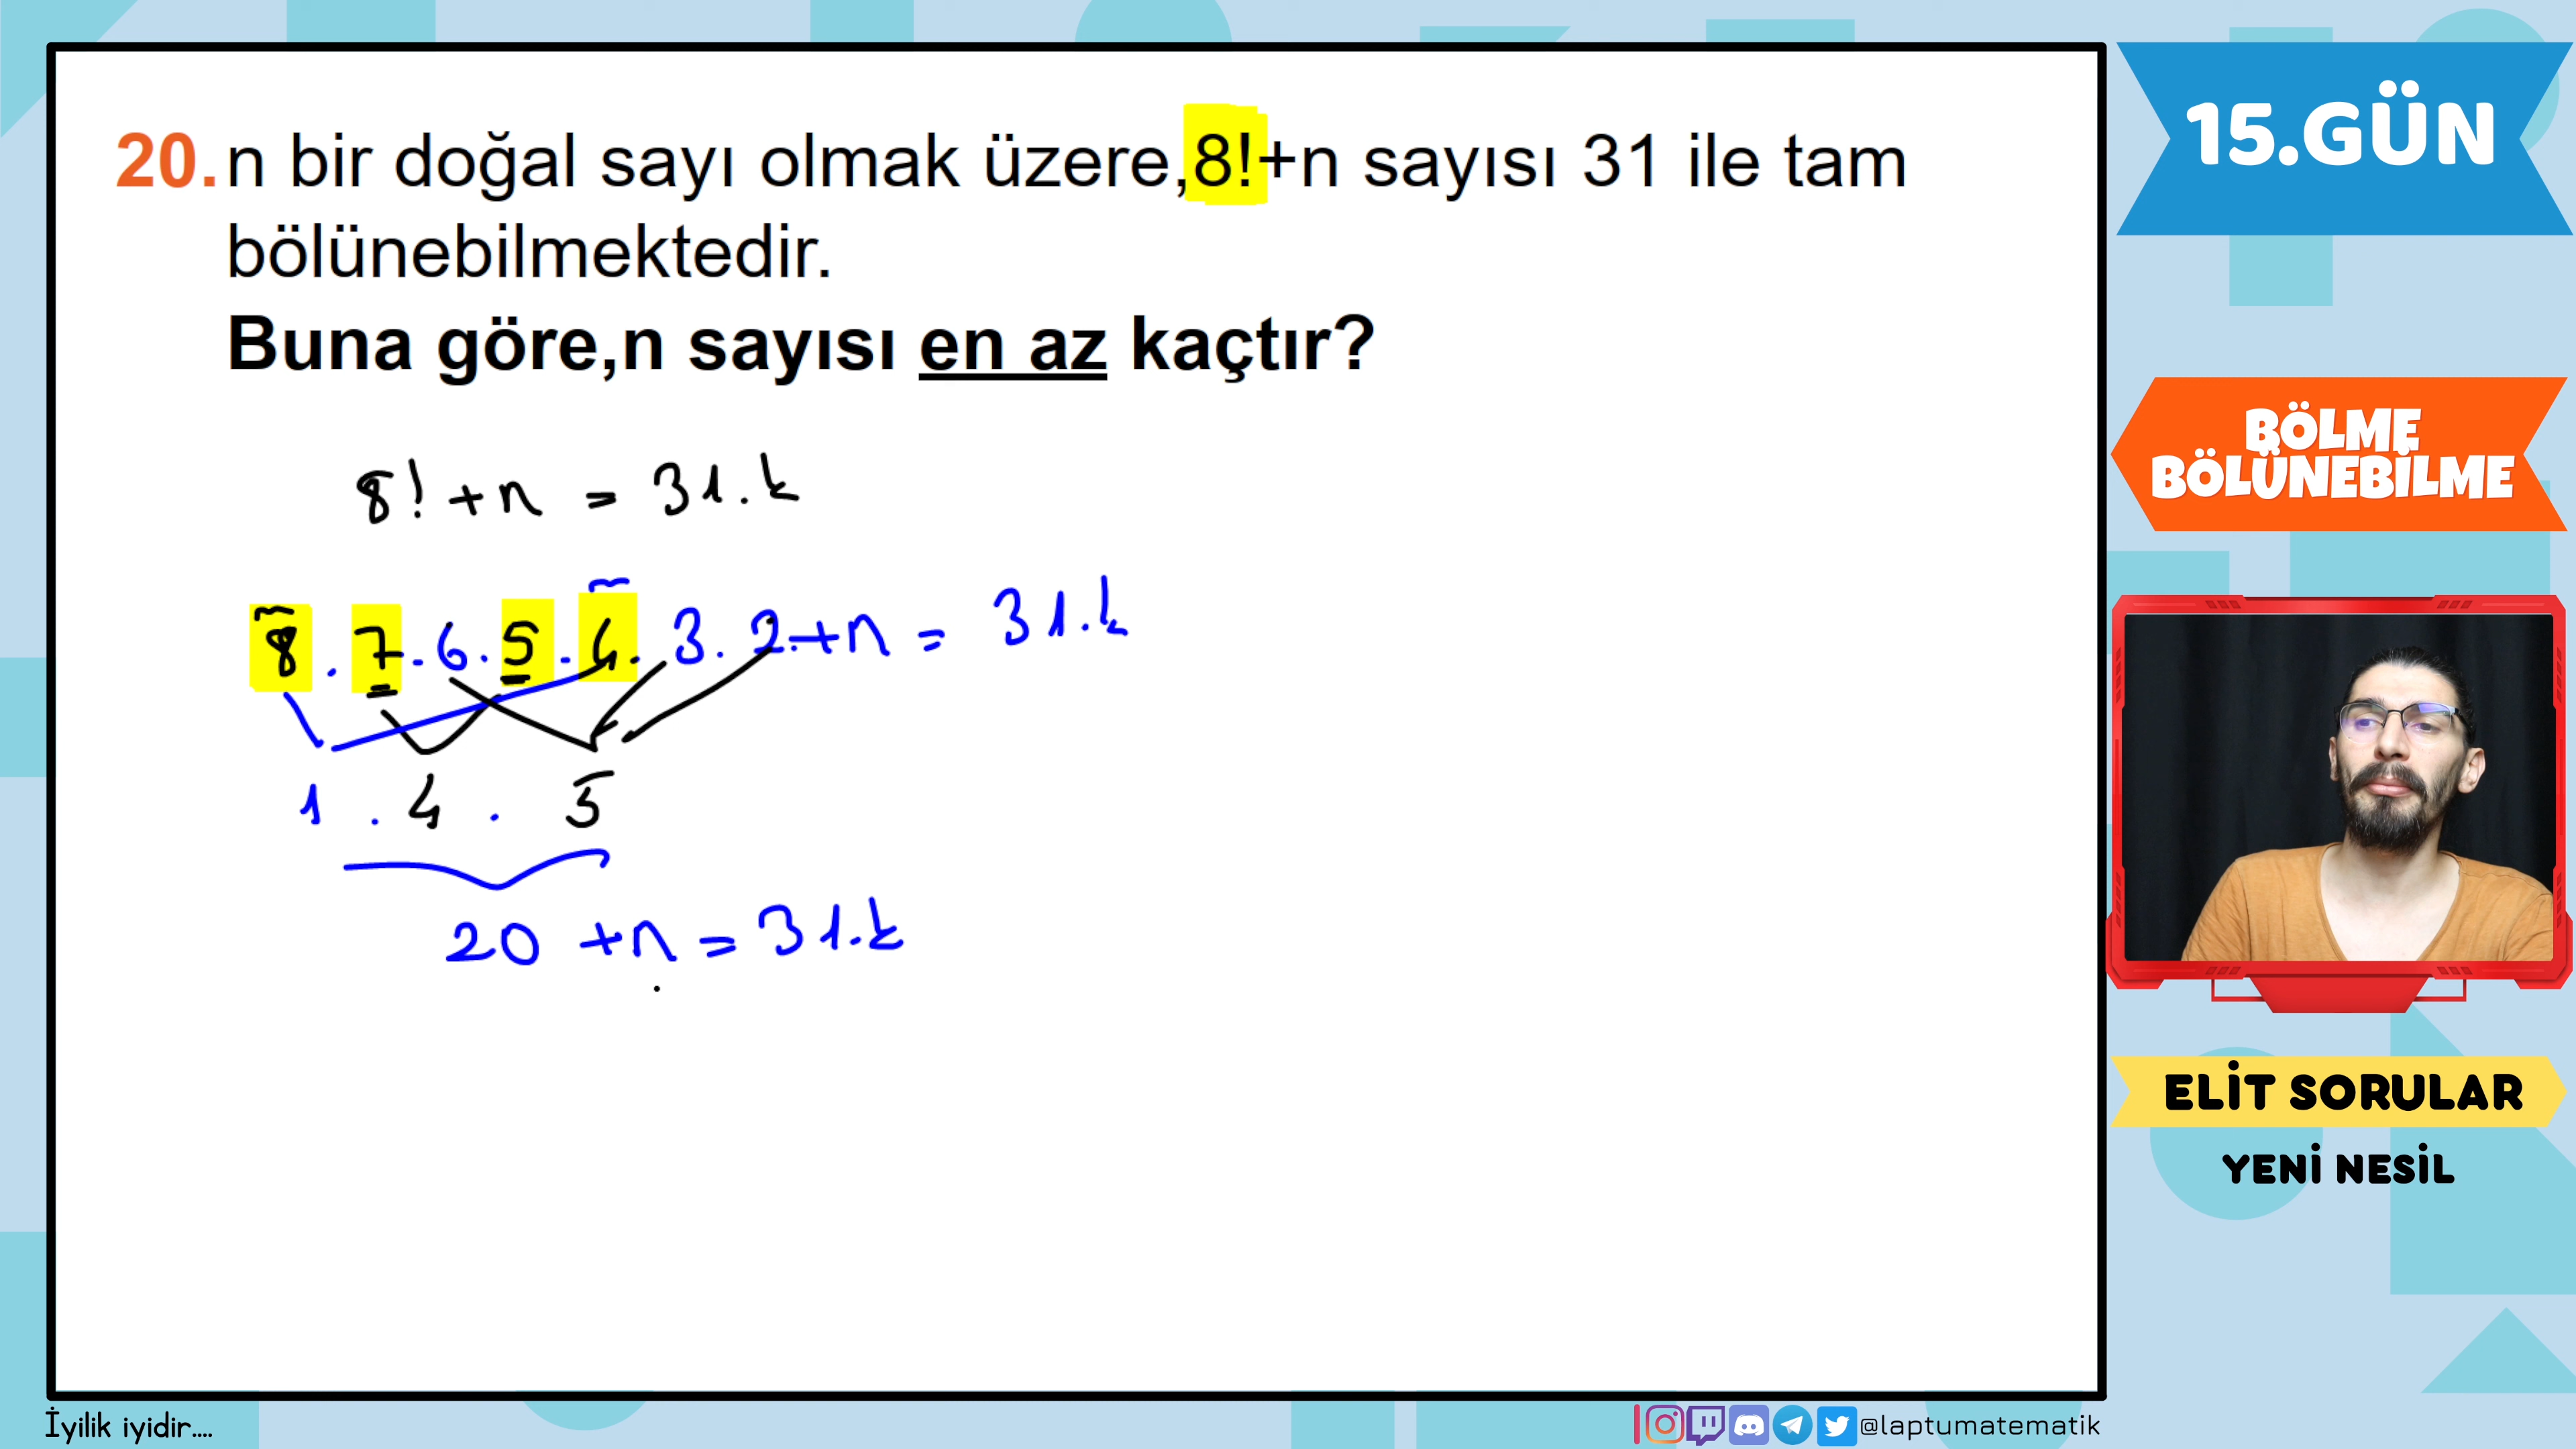 20. n bir doğal sayı olmak üzere,8!+n sayısı 31 ile tam
bölünebilmektedir.
Buna göre,n sayısı en az kaçtır?
8! + n = 31.k
8.7.6.5.4.3.2.+n = 31.k
1 . 4 . 5
20 + n = 31.k
15.GÜN
BÖLME
BÖLÜNEBİLME
ELİT SORULAR
YENİ NESİL
İyilik iyidir....
@laptumatematik